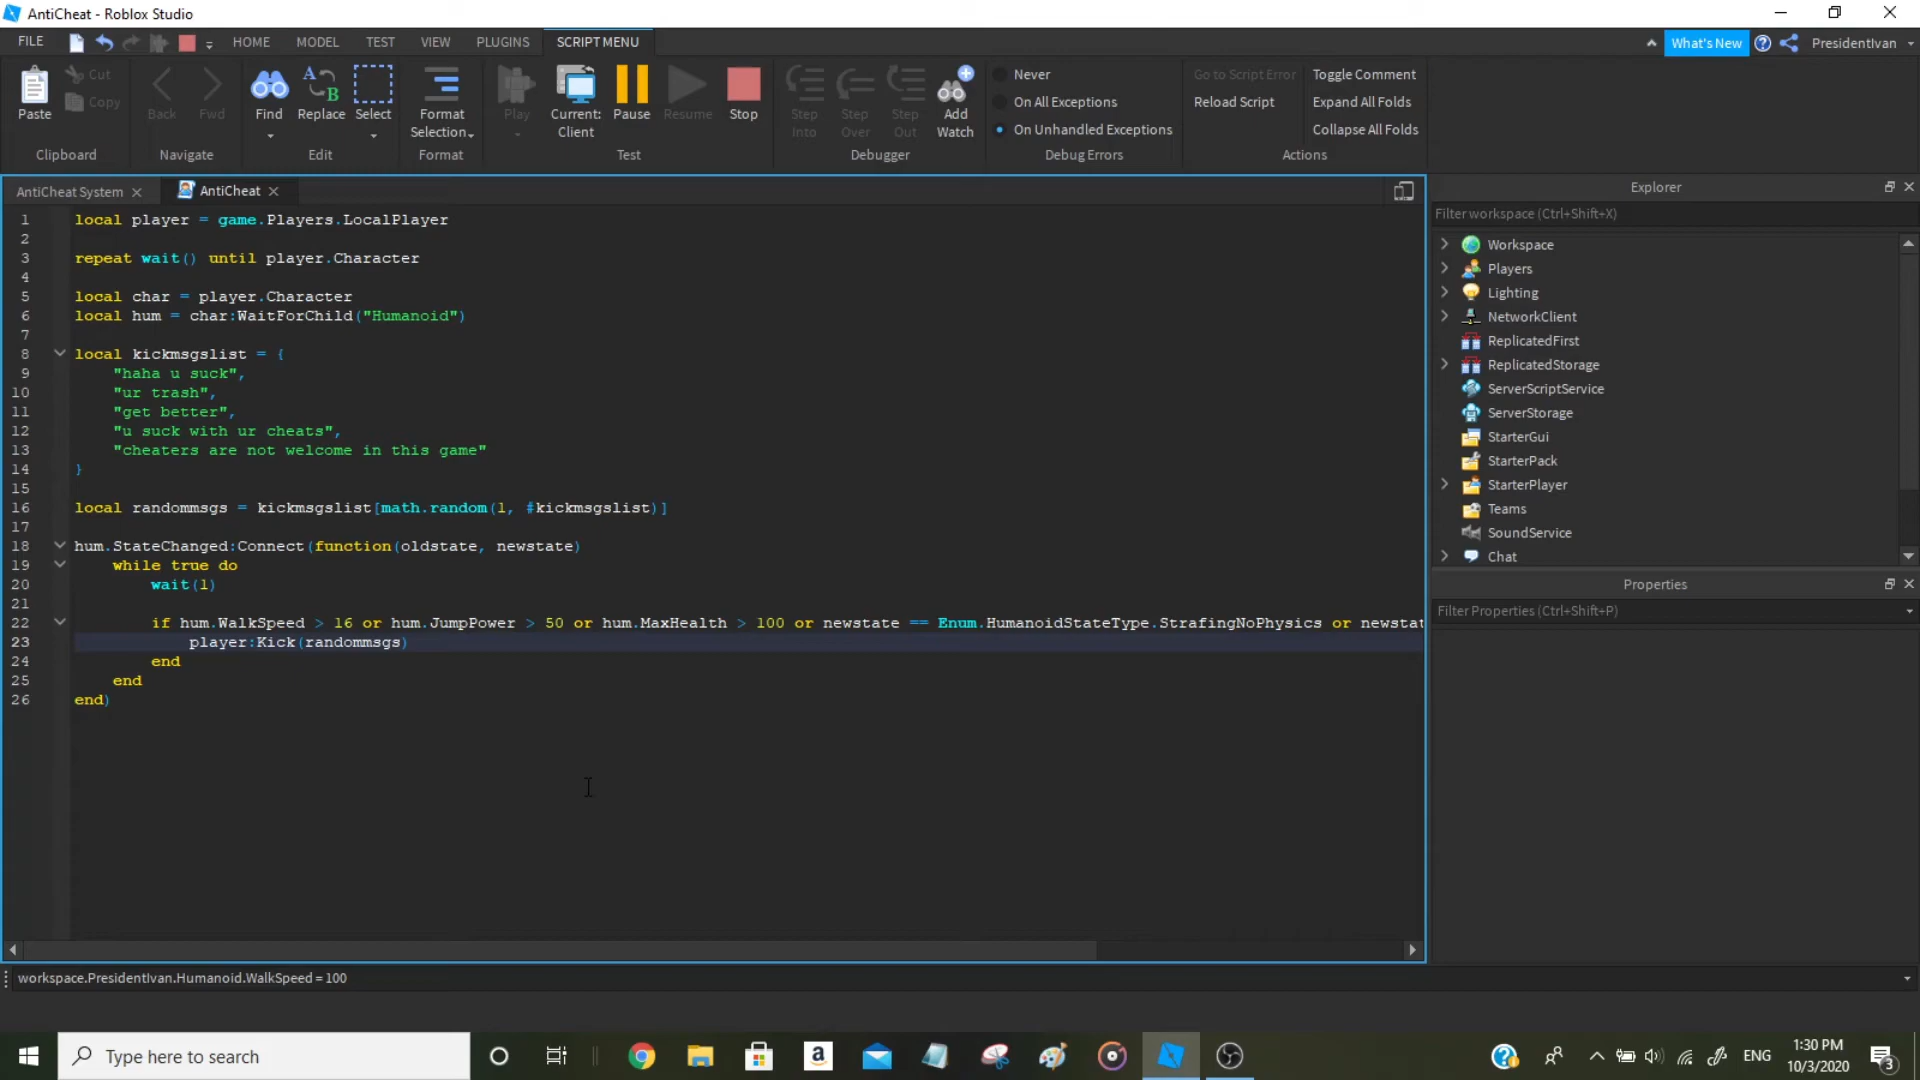 AntiCheat - Roblox Studio
FILE HOME MODEL TEST VIEW PLUGINS SCRIPT MENU What's New PresidentIvan
Paste Cut Copy Clipboard
Back Fwd Navigate
Find Replace Select Edit
Format Selection Format
Play Current: Client Pause Resume Stop Test
Step Into Step Over Step Out Add Watch Debugger
Never
On All Exceptions
On Unhandled Exceptions
Debug Errors
Go to Script Error Toggle Comment
Reload Script Expand All Folds
Collapse All Folds
Actions
AntiCheat System AntiCheat
1 local player = game.Players.LocalPlayer
2
3 repeat wait() until player.Character
4
5 local char = player.Character
6 local hum = char:WaitForChild("Humanoid")
7
8 local kickmsgslist = {
9 "haha u suck",
10 "ur trash",
11 "get better",
12 "u suck with ur cheats",
13 "cheaters are not welcome in this game"
14 }
15
16 local randommsgs = kickmsgslist[math.random(1, #kickmsgslist)]
17
18 hum.StateChanged:Connect(function(oldstate, newstate)
19 while true do
20 wait(1)
21
22 if hum.WalkSpeed > 16 or hum.JumpPower > 50 or hum.MaxHealth > 100 or newstate == Enum.HumanoidStateType.StrafingNoPhysics or newstat
23 player:Kick(randommsgs)
24 end
25 end
26 end)
Explorer
Filter workspace (Ctrl+Shift+X)
Workspace
Players
Lighting
NetworkClient
ReplicatedFirst
ReplicatedStorage
ServerScriptService
ServerStorage
StarterGui
StarterPack
StarterPlayer
Teams
SoundService
Chat
Properties
Filter Properties (Ctrl+Shift+P)
workspace.PresidentIvan.Humanoid.WalkSpeed = 100
Type here to search
ENG
1:30 PM
10/3/2020
3